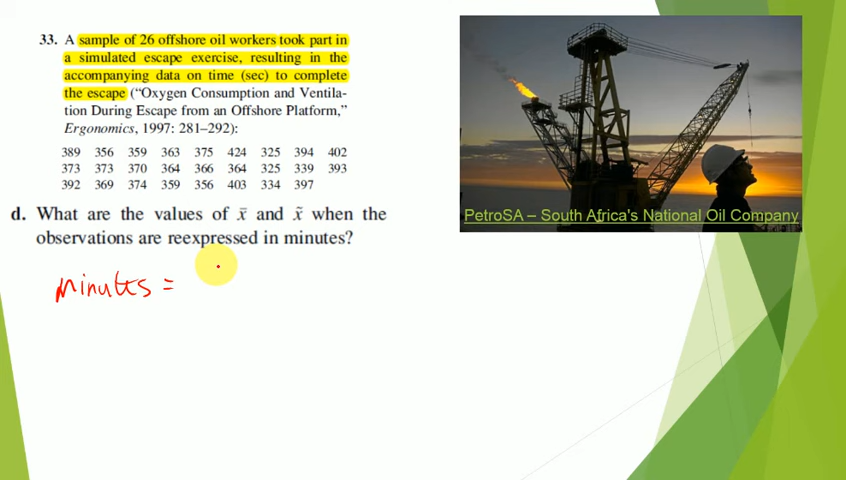 33. A sample of 26 offshore oil workers took part in
a simulated escape exercise, resulting in the
accompanying data on time (sec) to complete
the escape (“Oxygen Consumption and Ventila-
tion During Escape from an Offshore Platform,”
Ergonomics, 1997: 281–292):
389 356 359 363 375 424 325 394 402
373 373 370 364 366 364 325 339 393
392 369 374 359 356 403 334 397
d. What are the values of x̄ and x̃ when the
observations are reexpressed in minutes?
minutes =
PetroSA – South Africa's National Oil Company